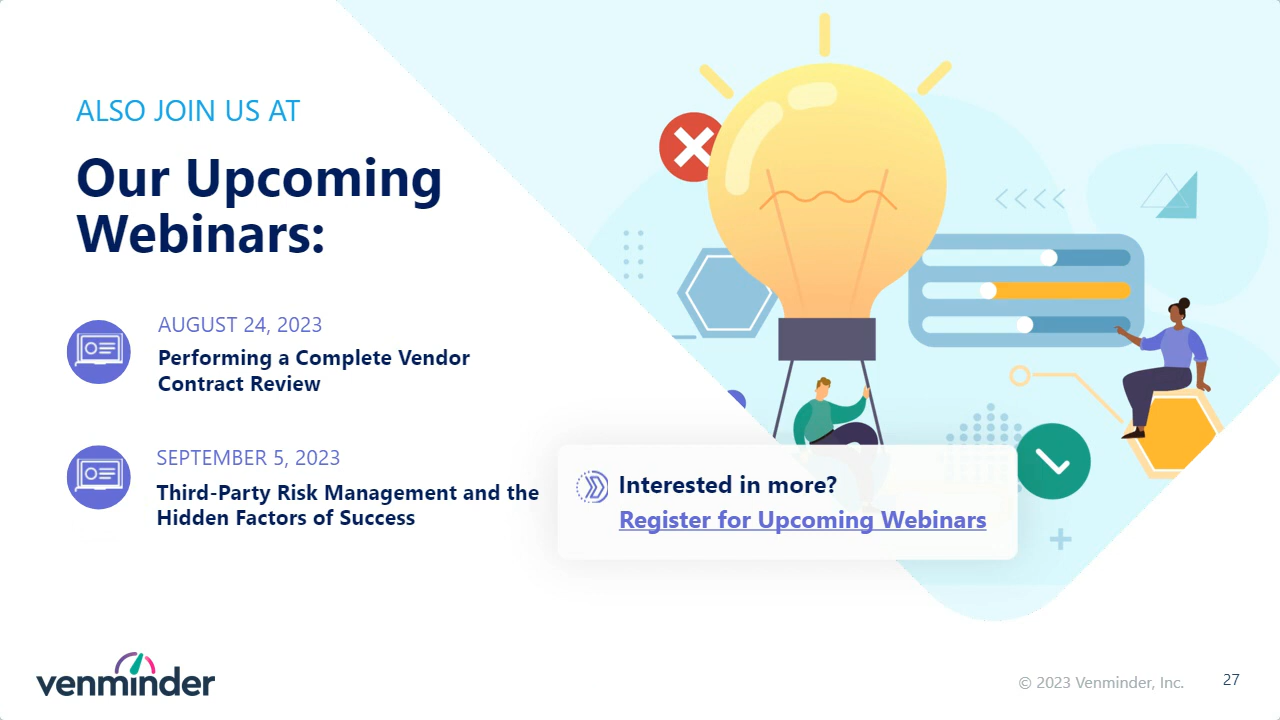 ALSO JOIN US AT
Our Upcoming
Webinars:
AUGUST 24, 2023
Performing a Complete Vendor
Contract Review
SEPTEMBER 5, 2023
Third-Party Risk Management and the
Hidden Factors of Success
Interested in more?
Register for Upcoming Webinars
venminder
© 2023 Venminder, Inc.
27